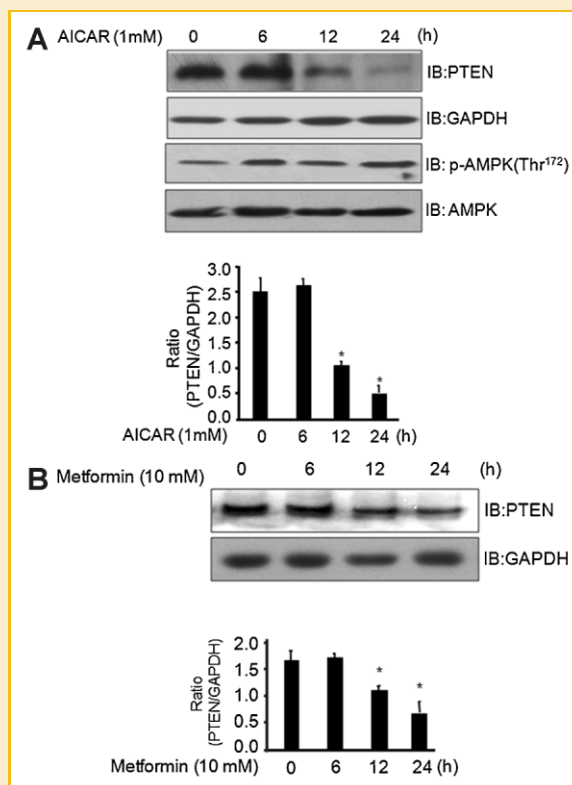 A
AICAR (1mM) 0 6 12 24 (h)
IB:PTEN
IB:GAPDH
IB: p-AMPK(Thr¹⁷²)
IB: AMPK
Ratio
(PTEN/GAPDH)
3.0
2.5
2.0
1.5
1.0
0.5
0.0
* *
AICAR (1mM) 0 6 12 24 (h)
B
Metformin (10 mM) 0 6 12 24 (h)
IB:PTEN
IB:GAPDH
Ratio
(PTEN/GAPDH)
2.0
1.5
1.0
0.5
0.0
* *
Metformin (10 mM) 0 6 12 24 (h)